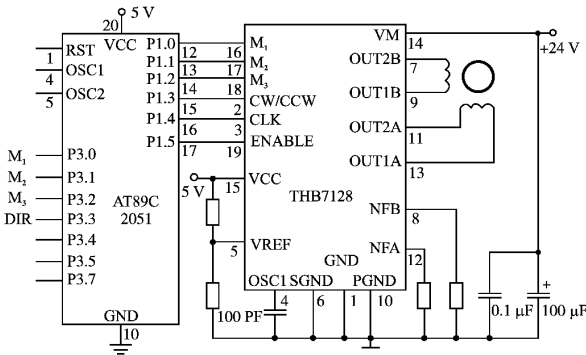 5 V
20
VCC
RST
1
OSC1
4
OSC2
5
M1
P3.0
M2
P3.1
M3
P3.2
DIR
P3.3
P3.4
P3.5
P3.7
AT89C
2051
GND
10
P1.0
12
P1.1
13
P1.2
14
P1.3
15
P1.4
16
P1.5
17
M1
16
M2
17
M3
18
CW/CCW
2
CLK
3
ENABLE
19
5 V
15
VCC
THB7128
5
VREF
OSC1
4
SGND
6
GND
1
PGND
10
100 PF
VM
14
OUT2B
7
OUT1B
9
OUT2A
11
OUT1A
13
NFB
8
NFA
12
+24 V
0.1 μF
+
100 μF